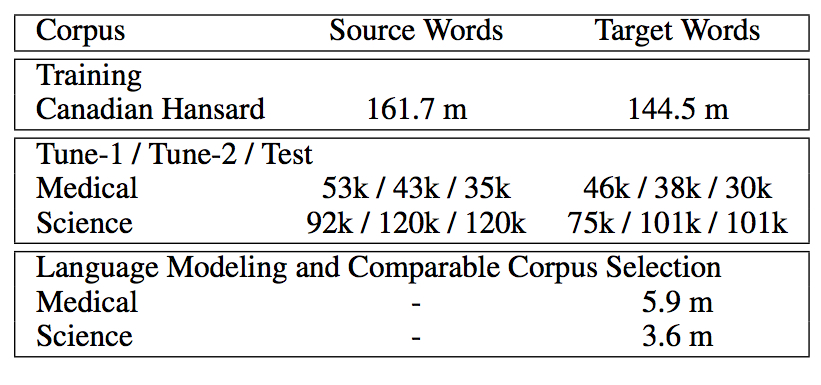 Corpus Source Words Target Words
Training
Canadian Hansard 161.7 m 144.5 m
Tune-1 / Tune-2 / Test
Medical 53k / 43k / 35k 46k / 38k / 30k
Science 92k / 120k / 120k 75k / 101k / 101k
Language Modeling and Comparable Corpus Selection
Medical - 5.9 m
Science - 3.6 m